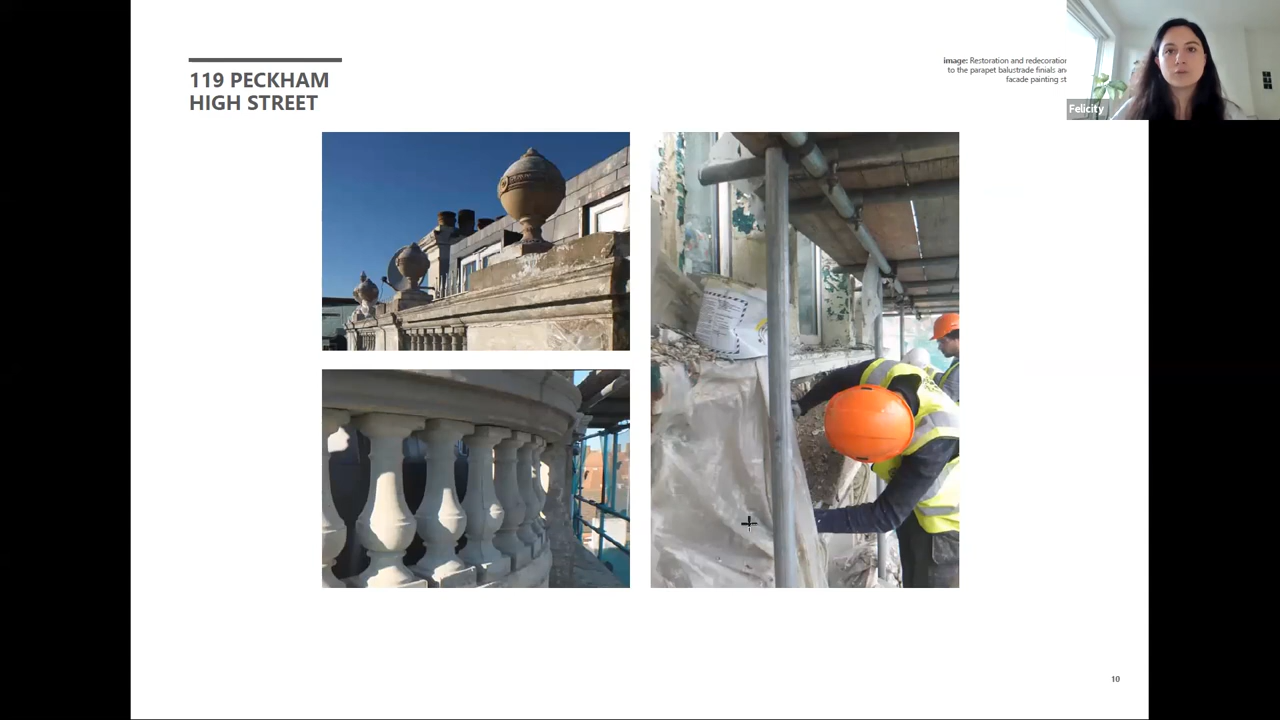 119 PECKHAM
HIGH STREET
image: Restoration and redecoration
to the parapet balustrade finials an
facade painting st
Felicity
10